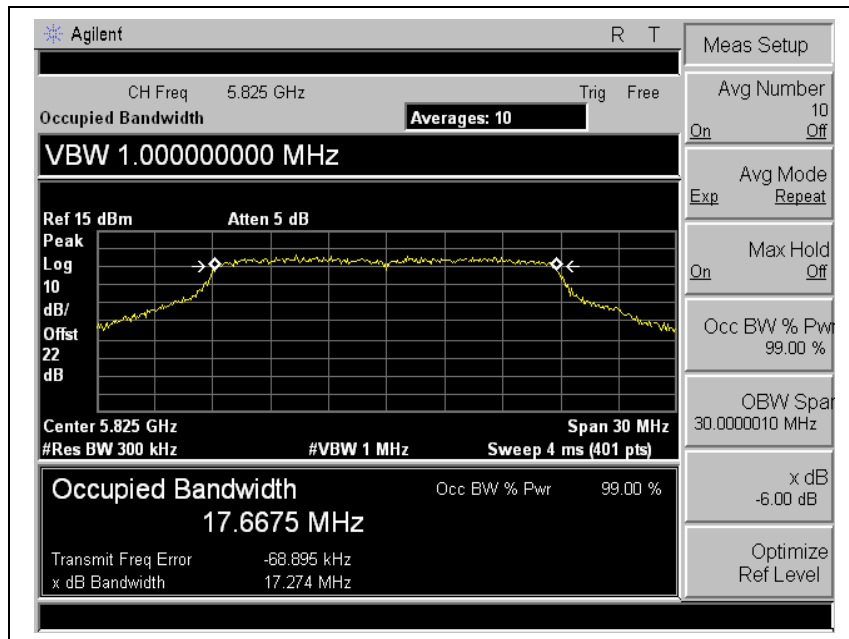 Agilent
R T
CH Freq 5.825 GHz Trig Free
Occupied Bandwidth Averages: 10
VBW 1.000000000 MHz
Ref 15 dBm Atten 5 dB
Peak
Log
10
dB/
Offst
22
dB
Center 5.825 GHz Span 30 MHz
#Res BW 300 kHz #VBW 1 MHz Sweep 4 ms (401 pts)
Occupied Bandwidth Occ BW % Pwr 99.00 %
17.6675 MHz
Transmit Freq Error -68.895 kHz
x dB Bandwidth 17.274 MHz
Meas Setup
Avg Number
10
On Off
Avg Mode
Exp Repeat
Max Hold
On Off
Occ BW % Pwr
99.00 %
OBW Span
30.0000010 MHz
x dB
-6.00 dB
Optimize
Ref Level